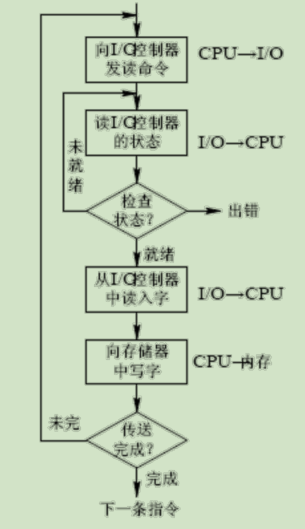 向I/O控制器
发读命令
CPU→I/O
读I/O控制器
的状态
I/O→CPU
未
就
绪
检查
状态?
出错
就绪
从I/O控制器
中读入字
I/O→CPU
向存储器
中写字
CPU→内存
未完
传送
完成?
完成
下一条指令